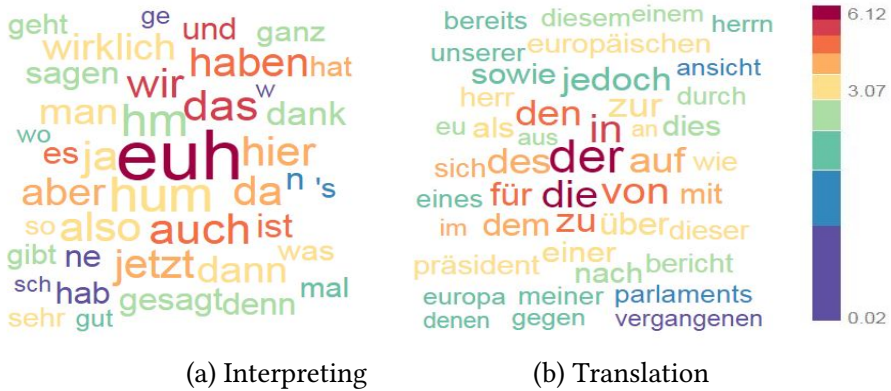 ge
geht und ganz
wirklich haben hat
sagen wir das w
man hm dank
wo euh hier
es ja
aber hum da n 's
so also auch ist
gibt ne jetzt dann was
sch hab gesagt denn mal
sehr gut
bereits diesem einem herrn
unserer europäischen
sowie jedoch ansicht
herr den zur durch
eu als aus in an dies
sich des der auf wie
eines für die von mit
im dem zu über dieser
präsident einer nach bericht
europa meiner parlaments
denen gegen vergangenen
6.12
3.07
0.02
(a) Interpreting
(b) Translation